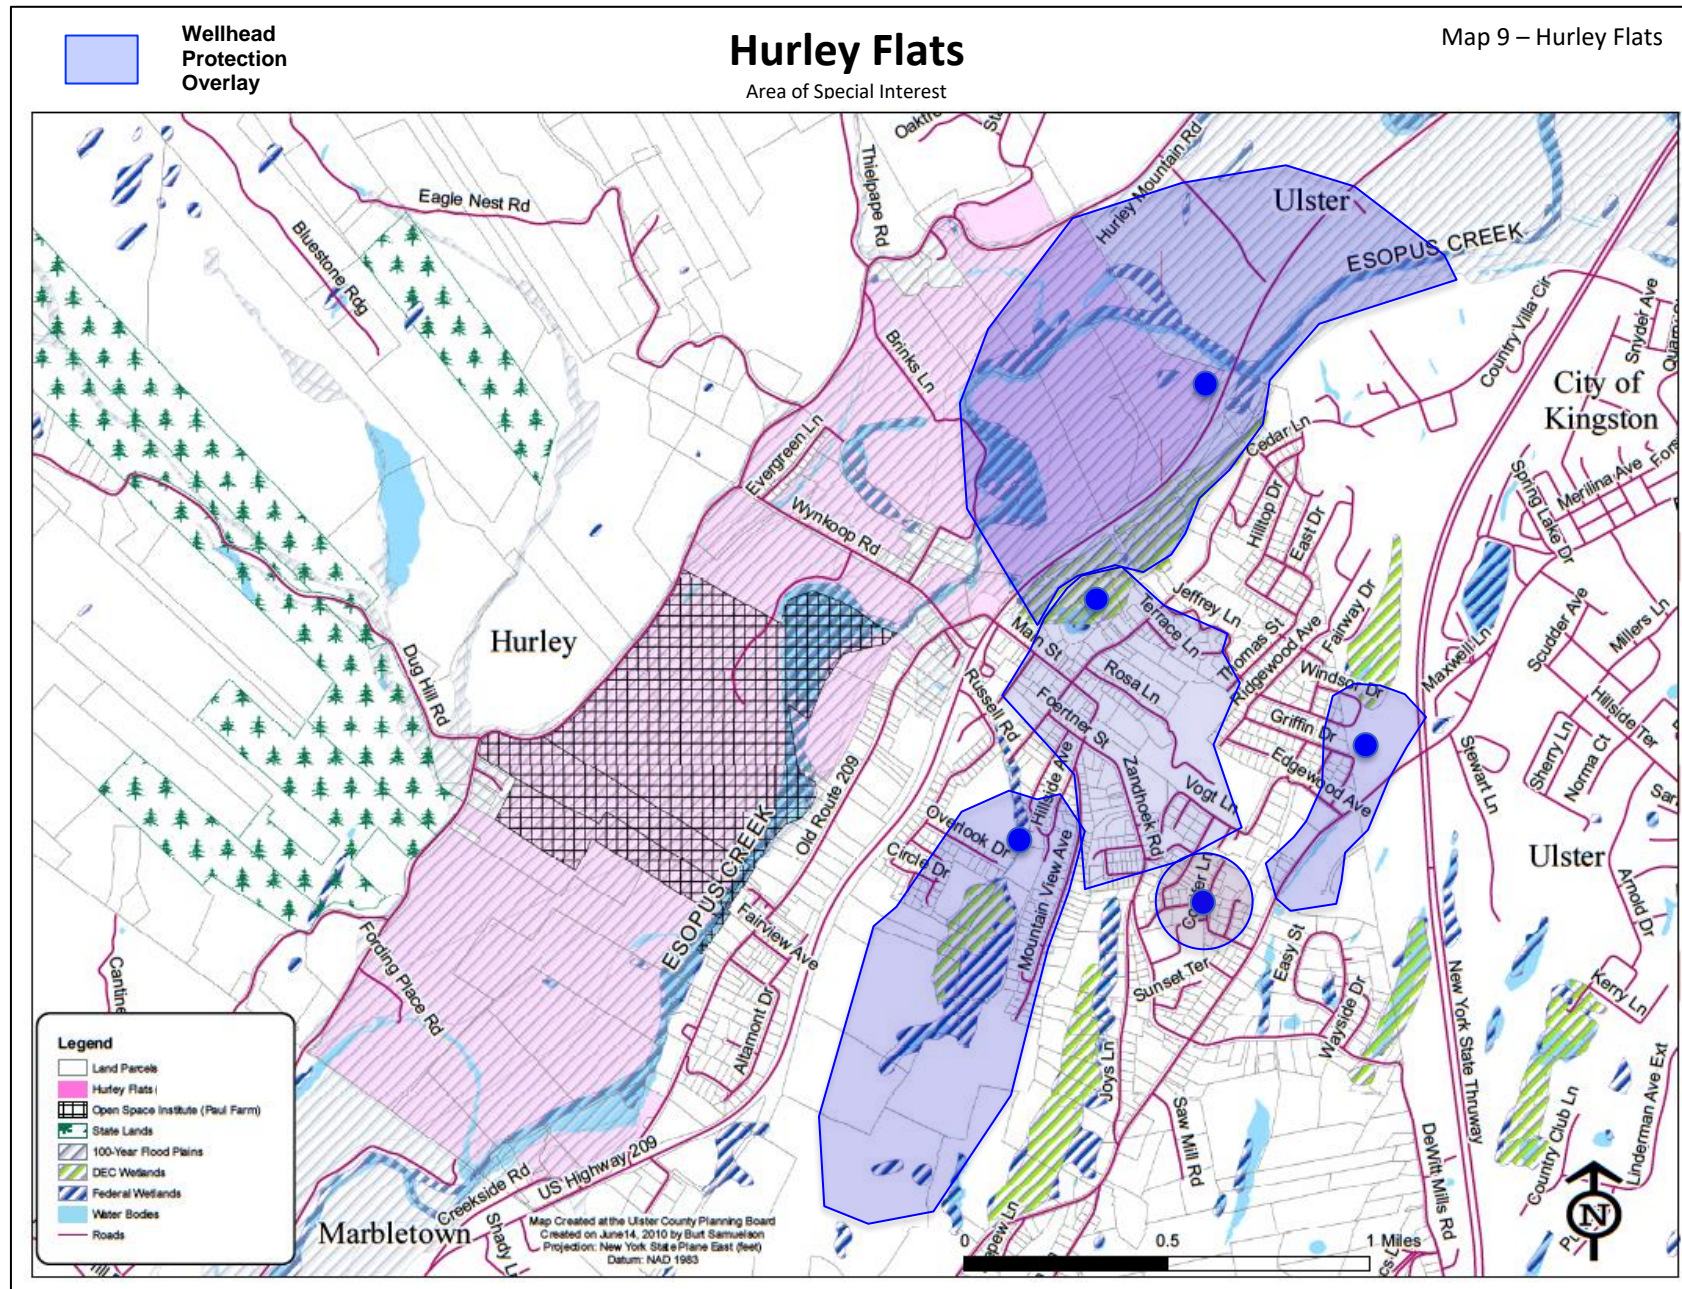 Wellhead
Protection
Overlay
Hurley Flats
Area of Special Interest
Map 9 – Hurley Flats
Eagle Nest Rd
Bluestone Rdg
Thielpape Rd
Hurley Mountain Rd
Ulster
ESOPUS CREEK
Country Villa Cir
Snyder Ave
City of
Kingston
Brinks Ln
Evergreen Ln
Wynkoop Rd
Cedar Ln
Hilltop Dr
East Dr
Spring Lake Dr
Merilina Ave
Hurley
Dug Hill Rd
Main St
Jeffrey Ln
Terrace Ln
Thomas St
Ridgewood Ave
Fairway Dr
Windsor Dr
Maxwell Ln
Scudder Ave
Millers Ln
Hillside Ter
Russell Rd
Rosa Ln
Foertner St
Griffin Dr
Edgewood Ave
Zandhoek Rd
Vogt Ln
Hillside Ave
Stewart Ln
Sherry Ln
Norma Ct
Old Route 209
ESOPUS CREEK
Overlook Dr
Circle Dr
Mountain View Ave
Ulster
Arnold Dr
Fairview Ave
Altamont Dr
Fording Place Rd
Sunset Ter
Easy St
Wayside Dr
Kerry Ln
New York State Thruway
Joys Ln
Saw Mill Rd
DeWitt Mills Rd
Country Club Ln
Linderman Ave Ext
Legend
Land Parcels
Hurley Flats
Open Space Institute (Paul Farm)
State Lands
100-Year Flood Plains
DEC Wetlands
Federal Wetlands
Water Bodies
Roads
Marbletown
Creekside Rd
US Highway 209
Map Created at the Ulster County Planning Board
Created on June14, 2010 by Burt Samuelson
Projection: New York State Plane East (feet)
Datum: NAD 1983
0 0.5 1 Miles
N